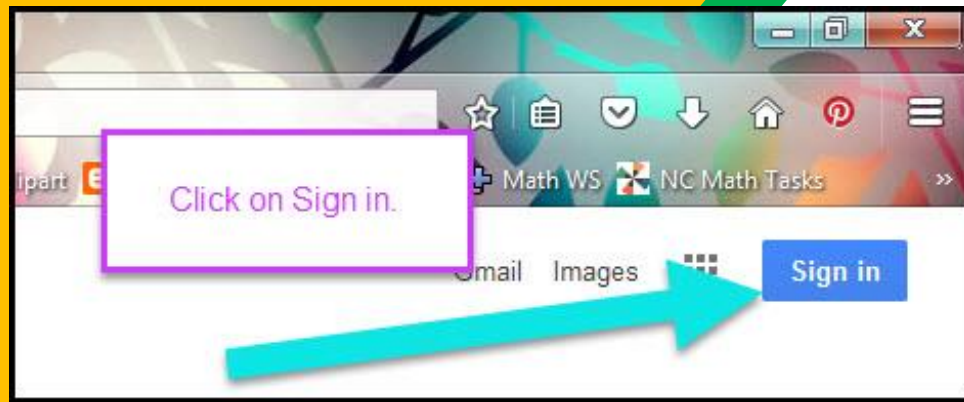 ipart
Math WS
NC Math Tasks
Click on Sign in.
Gmail Images
Sign in